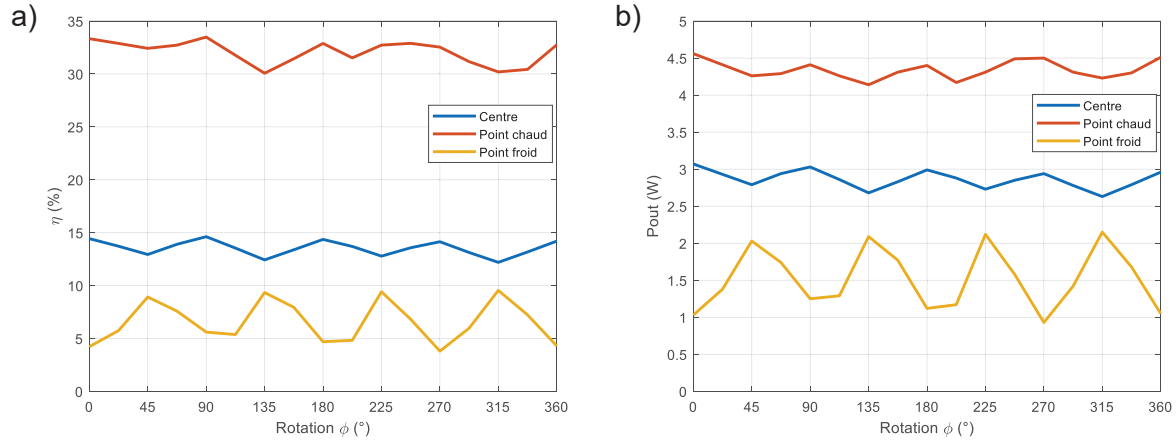 a)
35
30
25
20
15
10
5
0
η (%)
0 45 90 135 180 225 270 315 360
Rotation ϕ (°)
Centre
Point chaud
Point froid
b)
5
4.5
4
3.5
3
2.5
2
1.5
1
0.5
0
Pout (W)
0 45 90 135 180 225 270 315 360
Rotation ϕ (°)
Centre
Point chaud
Point froid